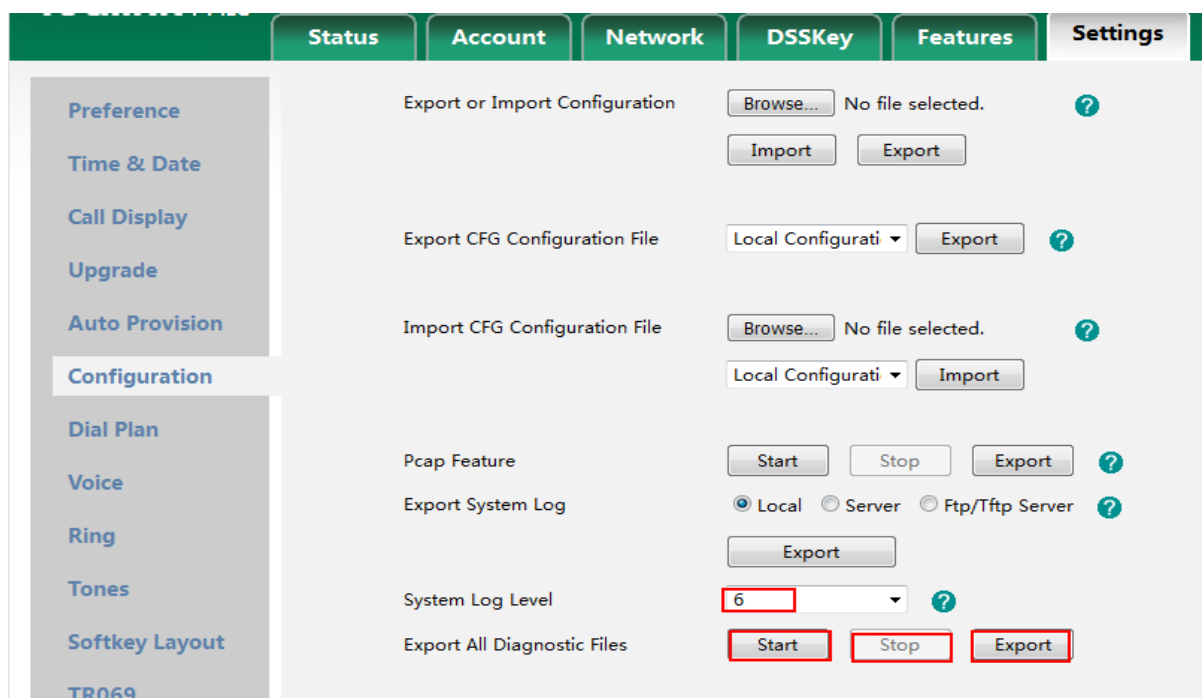 Status Account Network DSSKey Features Settings
Preference
Time & Date
Call Display
Upgrade
Auto Provision
Configuration
Dial Plan
Voice
Ring
Tones
Softkey Layout
TR069
Export or Import Configuration Browse... No file selected. ?
Import Export
Export CFG Configuration File Local Configurati Export ?
Import CFG Configuration File Browse... No file selected. ?
Local Configurati Import
Pcap Feature Start Stop Export ?
Export System Log Local Server Ftp/Tftp Server ?
Export
System Log Level 6 ?
Export All Diagnostic Files Start Stop Export